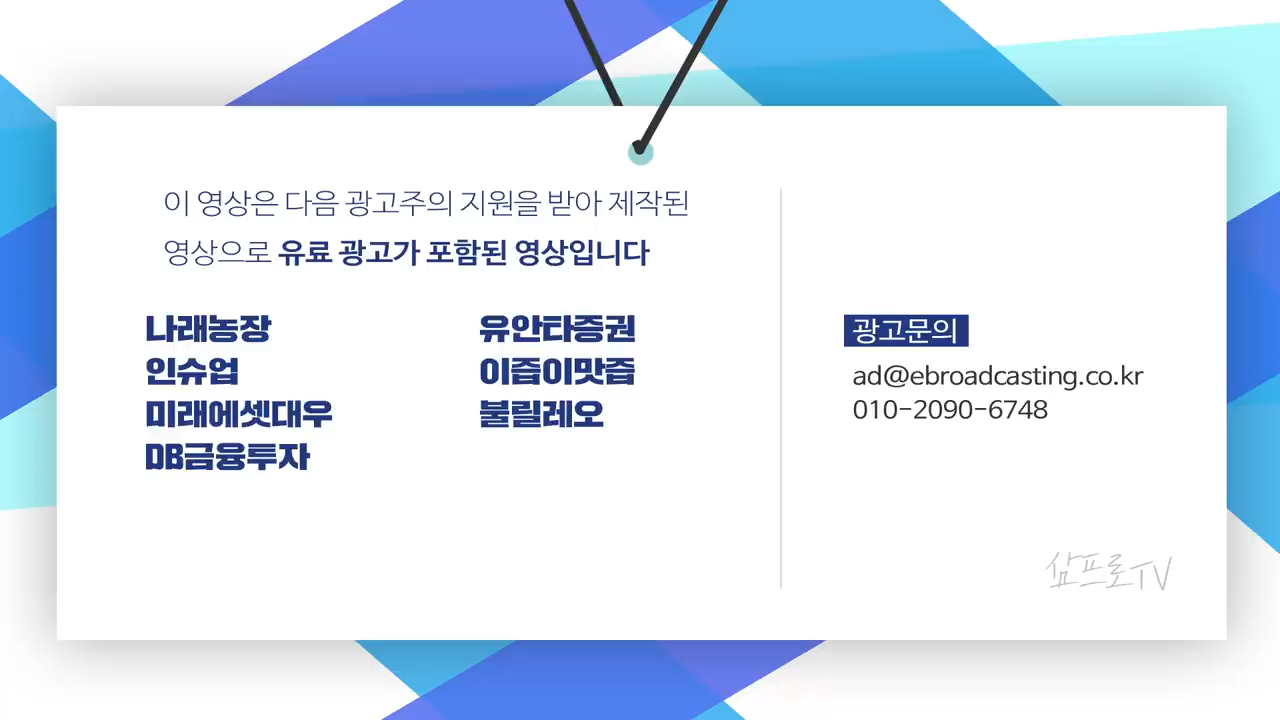 이 영상은 다음 광고주의 지원을 받아 제작된
영상으로 유료 광고가 포함된 영상입니다
나래농장
인슈업
미래에셋대우
DB금융투자
유안타증권
이즙이맛즙
불릴레오
광고문의
ad@ebroadcasting.co.kr
010-2090-6748
삼프로TV